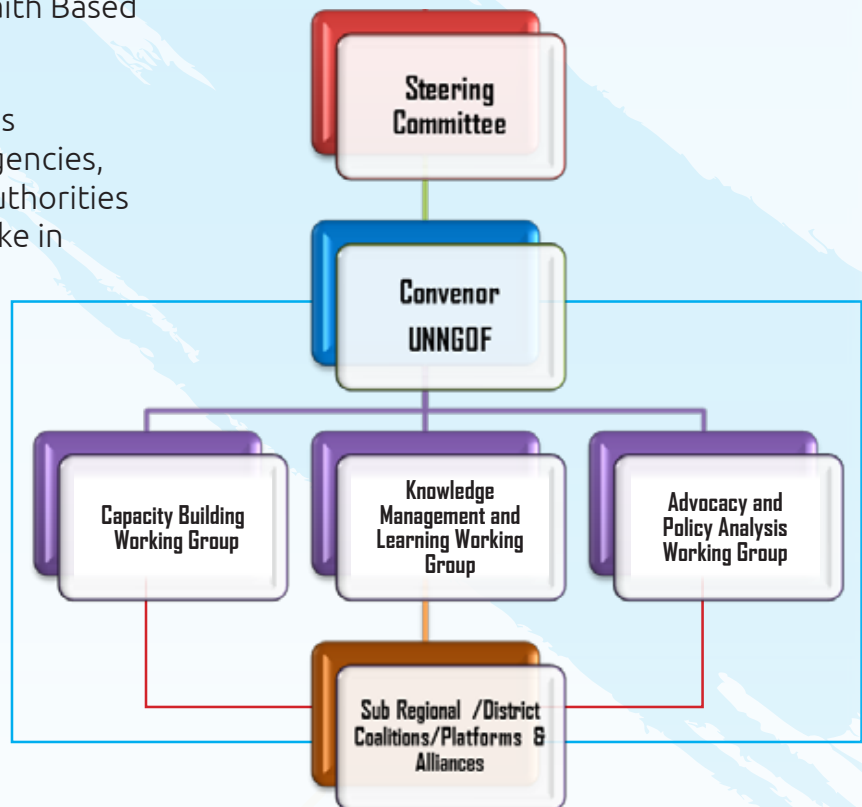 aith Based
s
gencies,
uthorities
ke in
Steering
Committee
Convenor
UNNGOF
Capacity Building
Working Group
Knowledge
Management and
Learning Working
Group
Advocacy and
Policy Analysis
Working Group
Sub Regional /District
Coalitions/Platforms &
Alliances